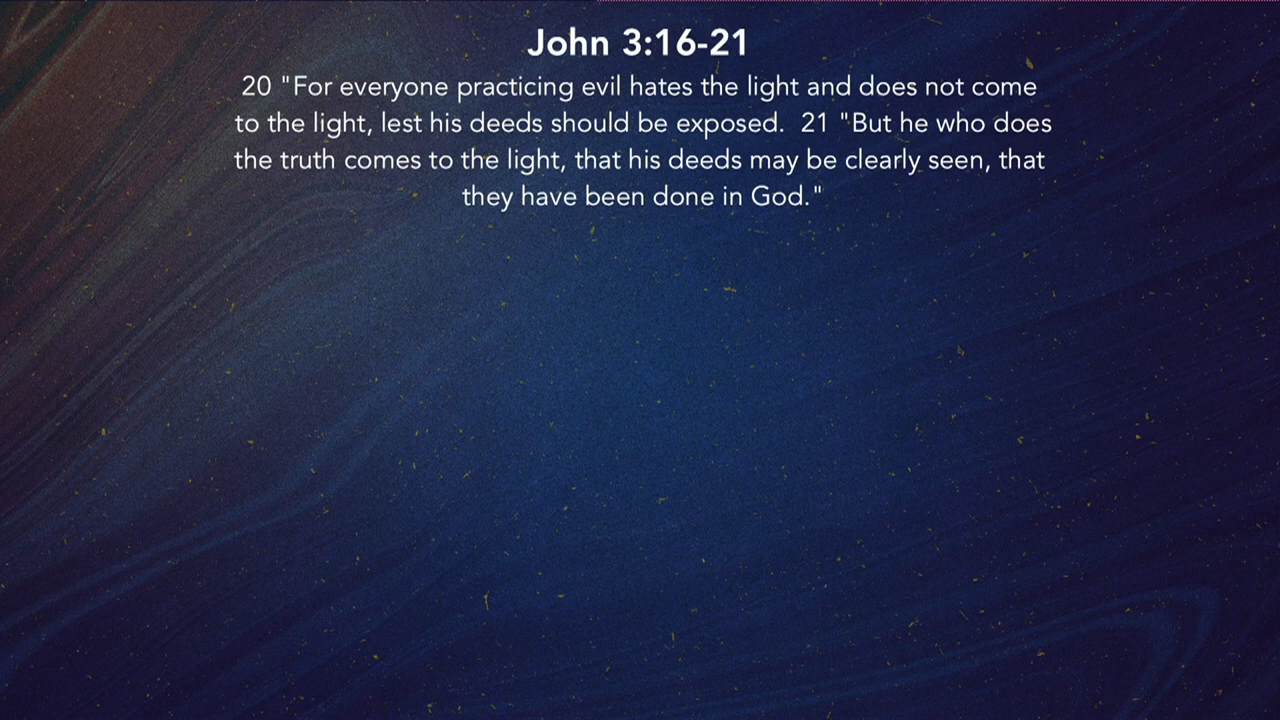 John 3:16-21
20 "For everyone practicing evil hates the light and does not come
to the light, lest his deeds should be exposed.  21 "But he who does
the truth comes to the light, that his deeds may be clearly seen, that
they have been done in God."